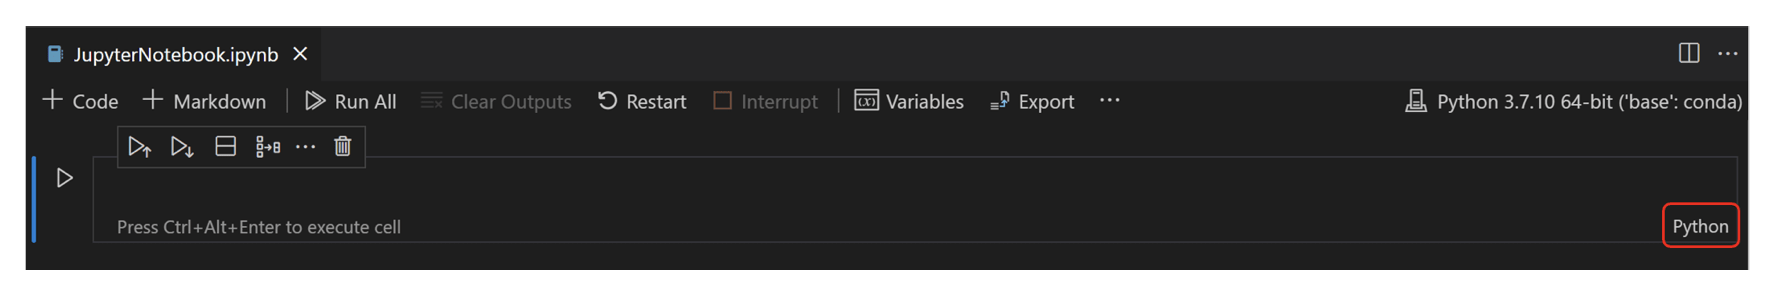 JupyterNotebook.ipynb
Code Markdown Run All Clear Outputs Restart Interrupt Variables Export Python 3.7.10 64-bit ('base': conda)
Press Ctrl+Alt+Enter to execute cell
Python